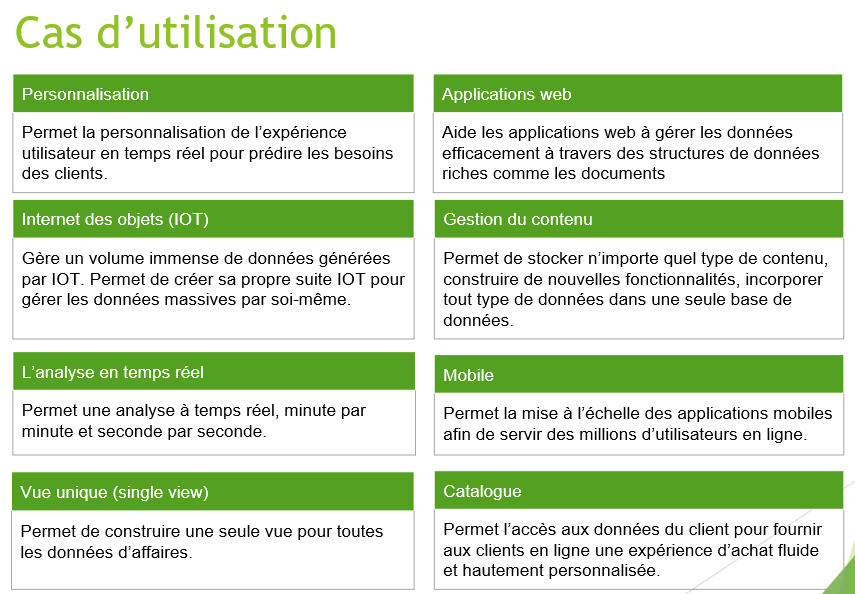 Cas d’utilisation
Personnalisation
Permet la personnalisation de l’expérience
utilisateur en temps réel pour prédire les besoins
des clients.
Applications web
Aide les applications web à gérer les données
efficacement à travers des structures de données
riches comme les documents
Internet des objets (IOT)
Gère un volume immense de données générées
par IOT. Permet de créer sa propre suite IOT pour
gérer les données massives par soi-même.
Gestion du contenu
Permet de stocker n’importe quel type de contenu,
construire de nouvelles fonctionnalités, incorporer
tout type de données dans une seule base de
données.
L’analyse en temps réel
Permet une analyse à temps réel, minute par
minute et seconde par seconde.
Mobile
Permet la mise à l’échelle des applications mobiles
afin de servir des millions d’utilisateurs en ligne.
Vue unique (single view)
Permet de construire une seule vue pour toutes
les données d’affaires.
Catalogue
Permet l’accès aux données du client pour fournir
aux clients en ligne une expérience d’achat fluide
et hautement personnalisée.